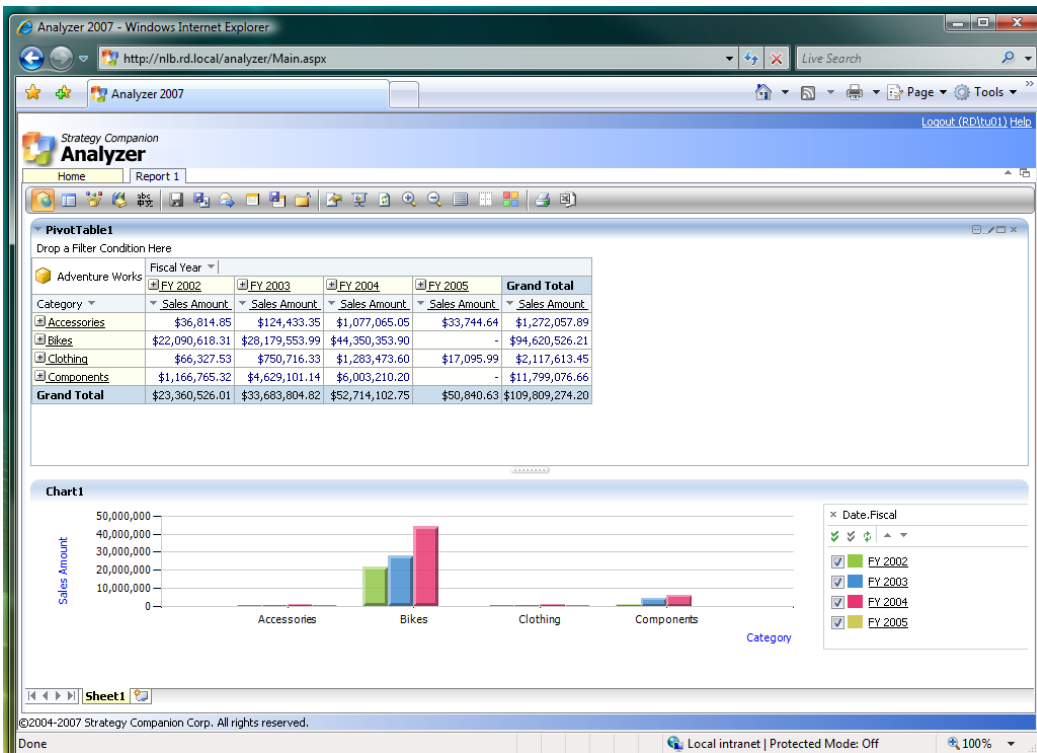 Analyzer 2007 - Windows Internet Explorer
http://nlb.rd.local/analyzer/Main.aspx Live Search
Analyzer 2007 Page Tools »
Logout (RD\tu01) Help
Strategy Companion
Analyzer
Home Report 1
abc
中文
PivotTable1
Drop a Filter Condition Here
Adventure Works Fiscal Year
FY 2002 FY 2003 FY 2004 FY 2005 Grand Total
Category Sales Amount Sales Amount Sales Amount Sales Amount Sales Amount
Accessories $36,814.85 $124,433.35 $1,077,065.05 $33,744.64 $1,272,057.89
Bikes $22,090,618.31 $28,179,553.99 $44,350,353.90 - $94,620,526.21
Clothing $66,327.53 $750,716.33 $1,283,473.60 $17,095.99 $2,117,613.45
Components $1,166,765.32 $4,629,101.14 $6,003,210.20 - $11,799,076.66
Grand Total $23,360,526.01 $33,683,804.82 $52,714,102.75 $50,840.63 $109,809,274.20
Chart1
Sales Amount
50,000,000
40,000,000
30,000,000
20,000,000
10,000,000
0
Accessories Bikes Clothing Components
Category
Date.Fiscal
FY 2002
FY 2003
FY 2004
FY 2005
Sheet1
©2004-2007 Strategy Companion Corp. All rights reserved.
Done Local intranet | Protected Mode: Off 100%